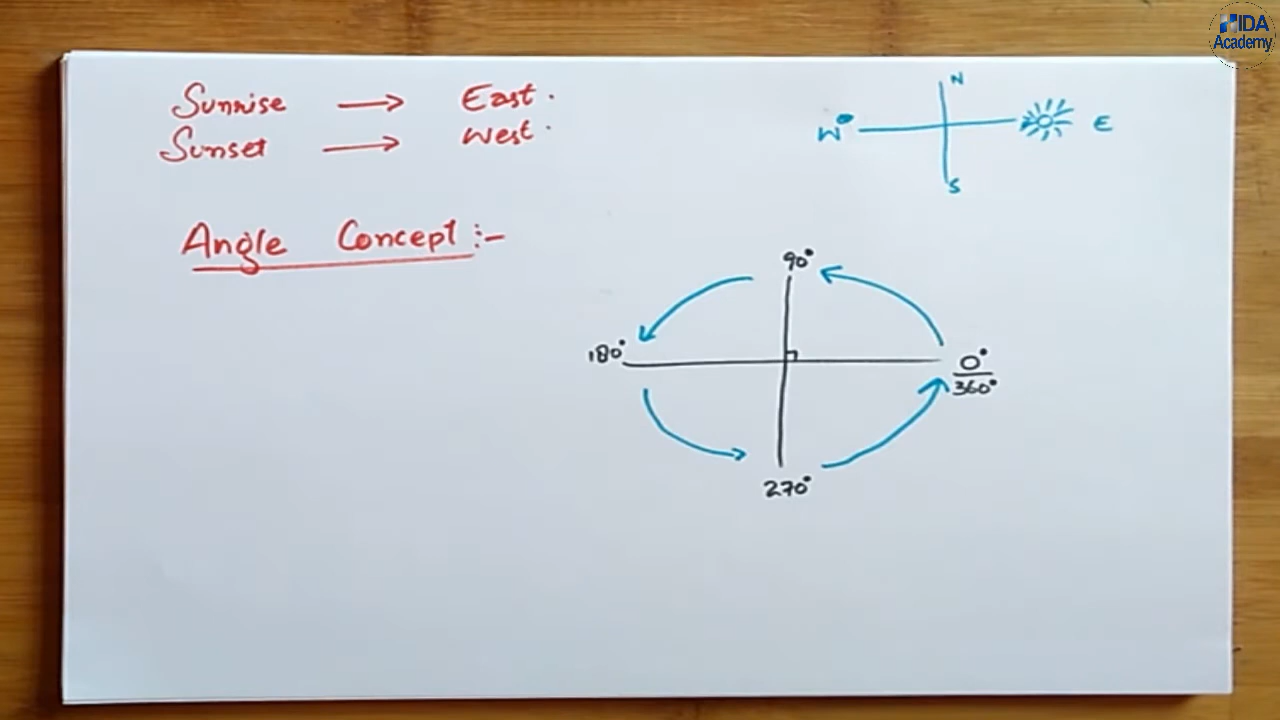 IDA
Academy
Sunrise → East.
Sunset → West.
N
W E
S
Angle Concept :-
90°
180° 0°
360°
270°